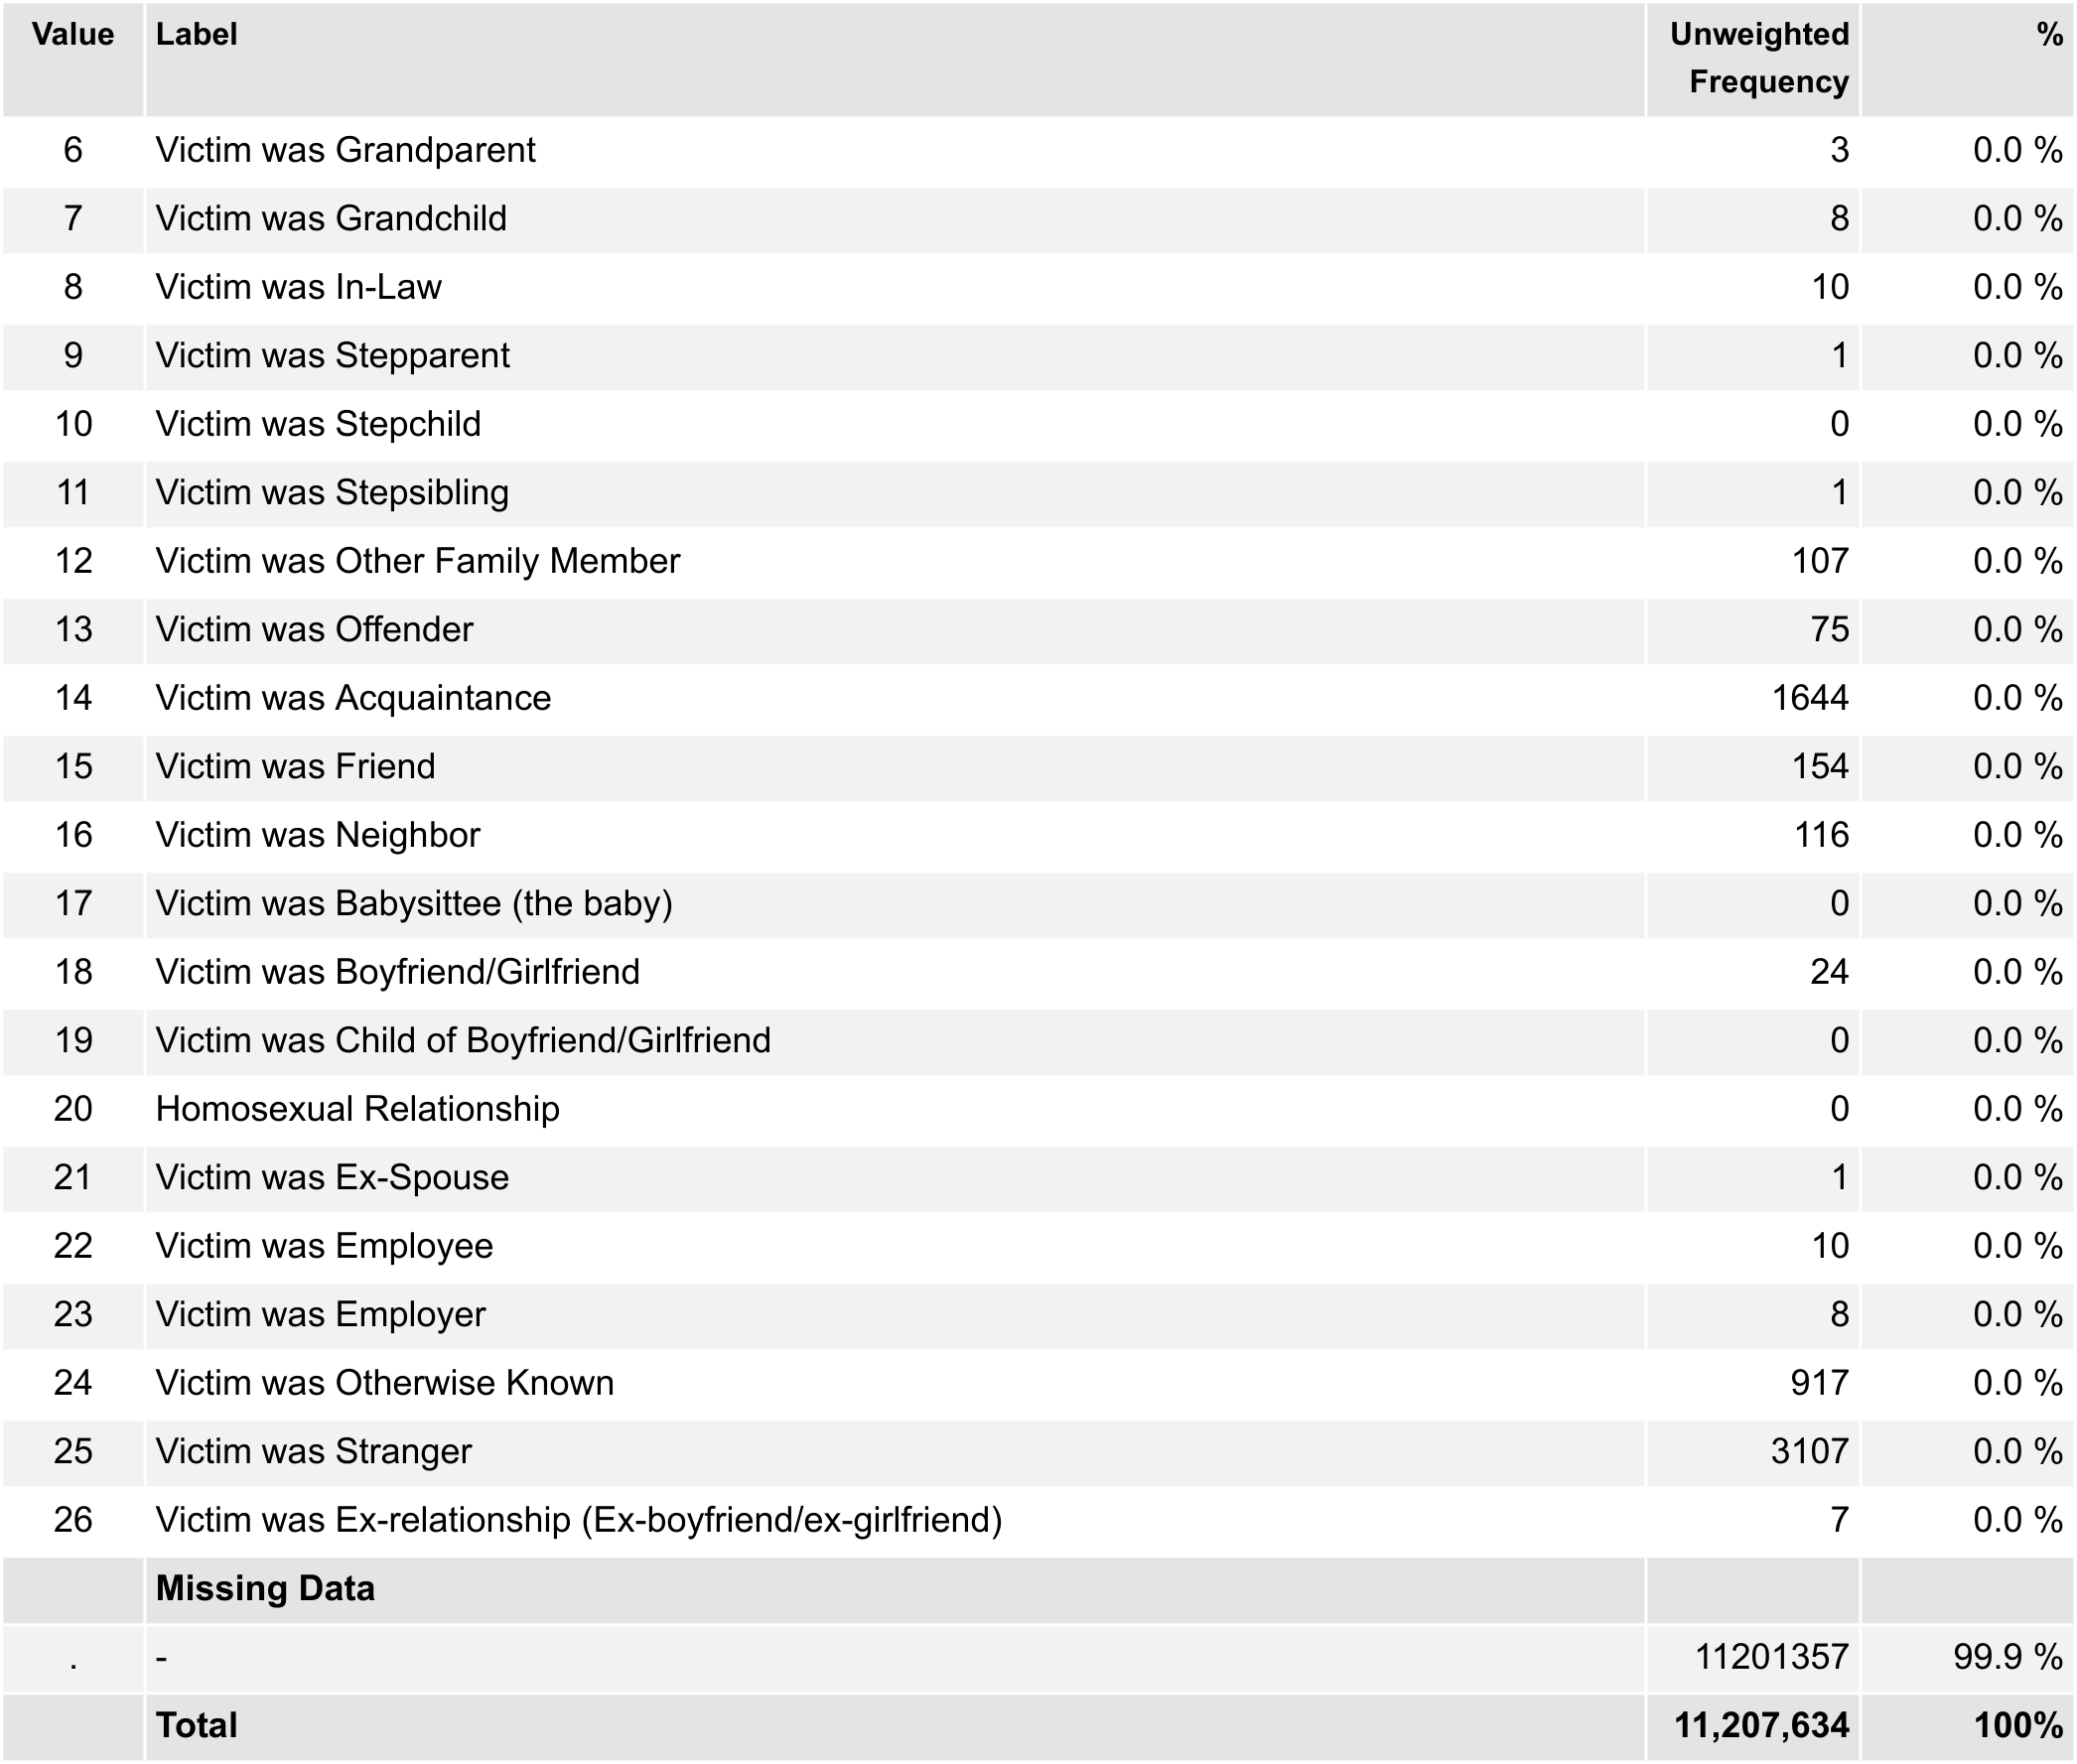 Value Label Unweighted Frequency %
6 Victim was Grandparent 3 0.0 %
7 Victim was Grandchild 8 0.0 %
8 Victim was In-Law 10 0.0 %
9 Victim was Stepparent 1 0.0 %
10 Victim was Stepchild 0 0.0 %
11 Victim was Stepsibling 1 0.0 %
12 Victim was Other Family Member 107 0.0 %
13 Victim was Offender 75 0.0 %
14 Victim was Acquaintance 1644 0.0 %
15 Victim was Friend 154 0.0 %
16 Victim was Neighbor 116 0.0 %
17 Victim was Babysittee (the baby) 0 0.0 %
18 Victim was Boyfriend/Girlfriend 24 0.0 %
19 Victim was Child of Boyfriend/Girlfriend 0 0.0 %
20 Homosexual Relationship 0 0.0 %
21 Victim was Ex-Spouse 1 0.0 %
22 Victim was Employee 10 0.0 %
23 Victim was Employer 8 0.0 %
24 Victim was Otherwise Known 917 0.0 %
25 Victim was Stranger 3107 0.0 %
26 Victim was Ex-relationship (Ex-boyfriend/ex-girlfriend) 7 0.0 %
Missing Data
. - 11201357 99.9 %
Total 11,207,634 100%